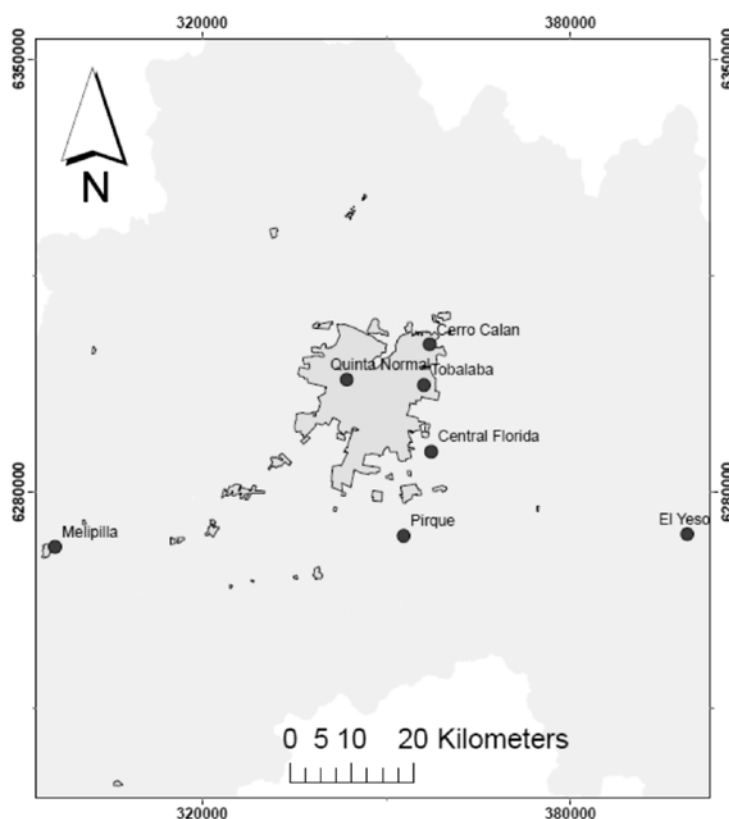 320000 380000
6350000 6350000
N
Cerro Calan
Quinta Normal
Tobalaba
Central Florida
6280000 6280000
Pirque
El Yeso
Melipilla
0 5 10 20 Kilometers
320000 380000